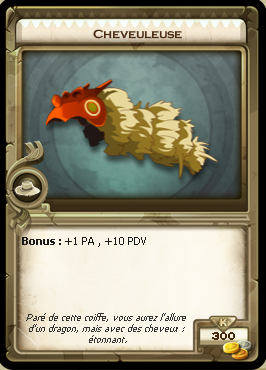 Cheveuleuse
Bonus : +1 PA , +10 PDV
Paré de cette coiffe, vous aurez l'allure
d'un dragon, mais avec des cheveux :
étonnant.
K
300